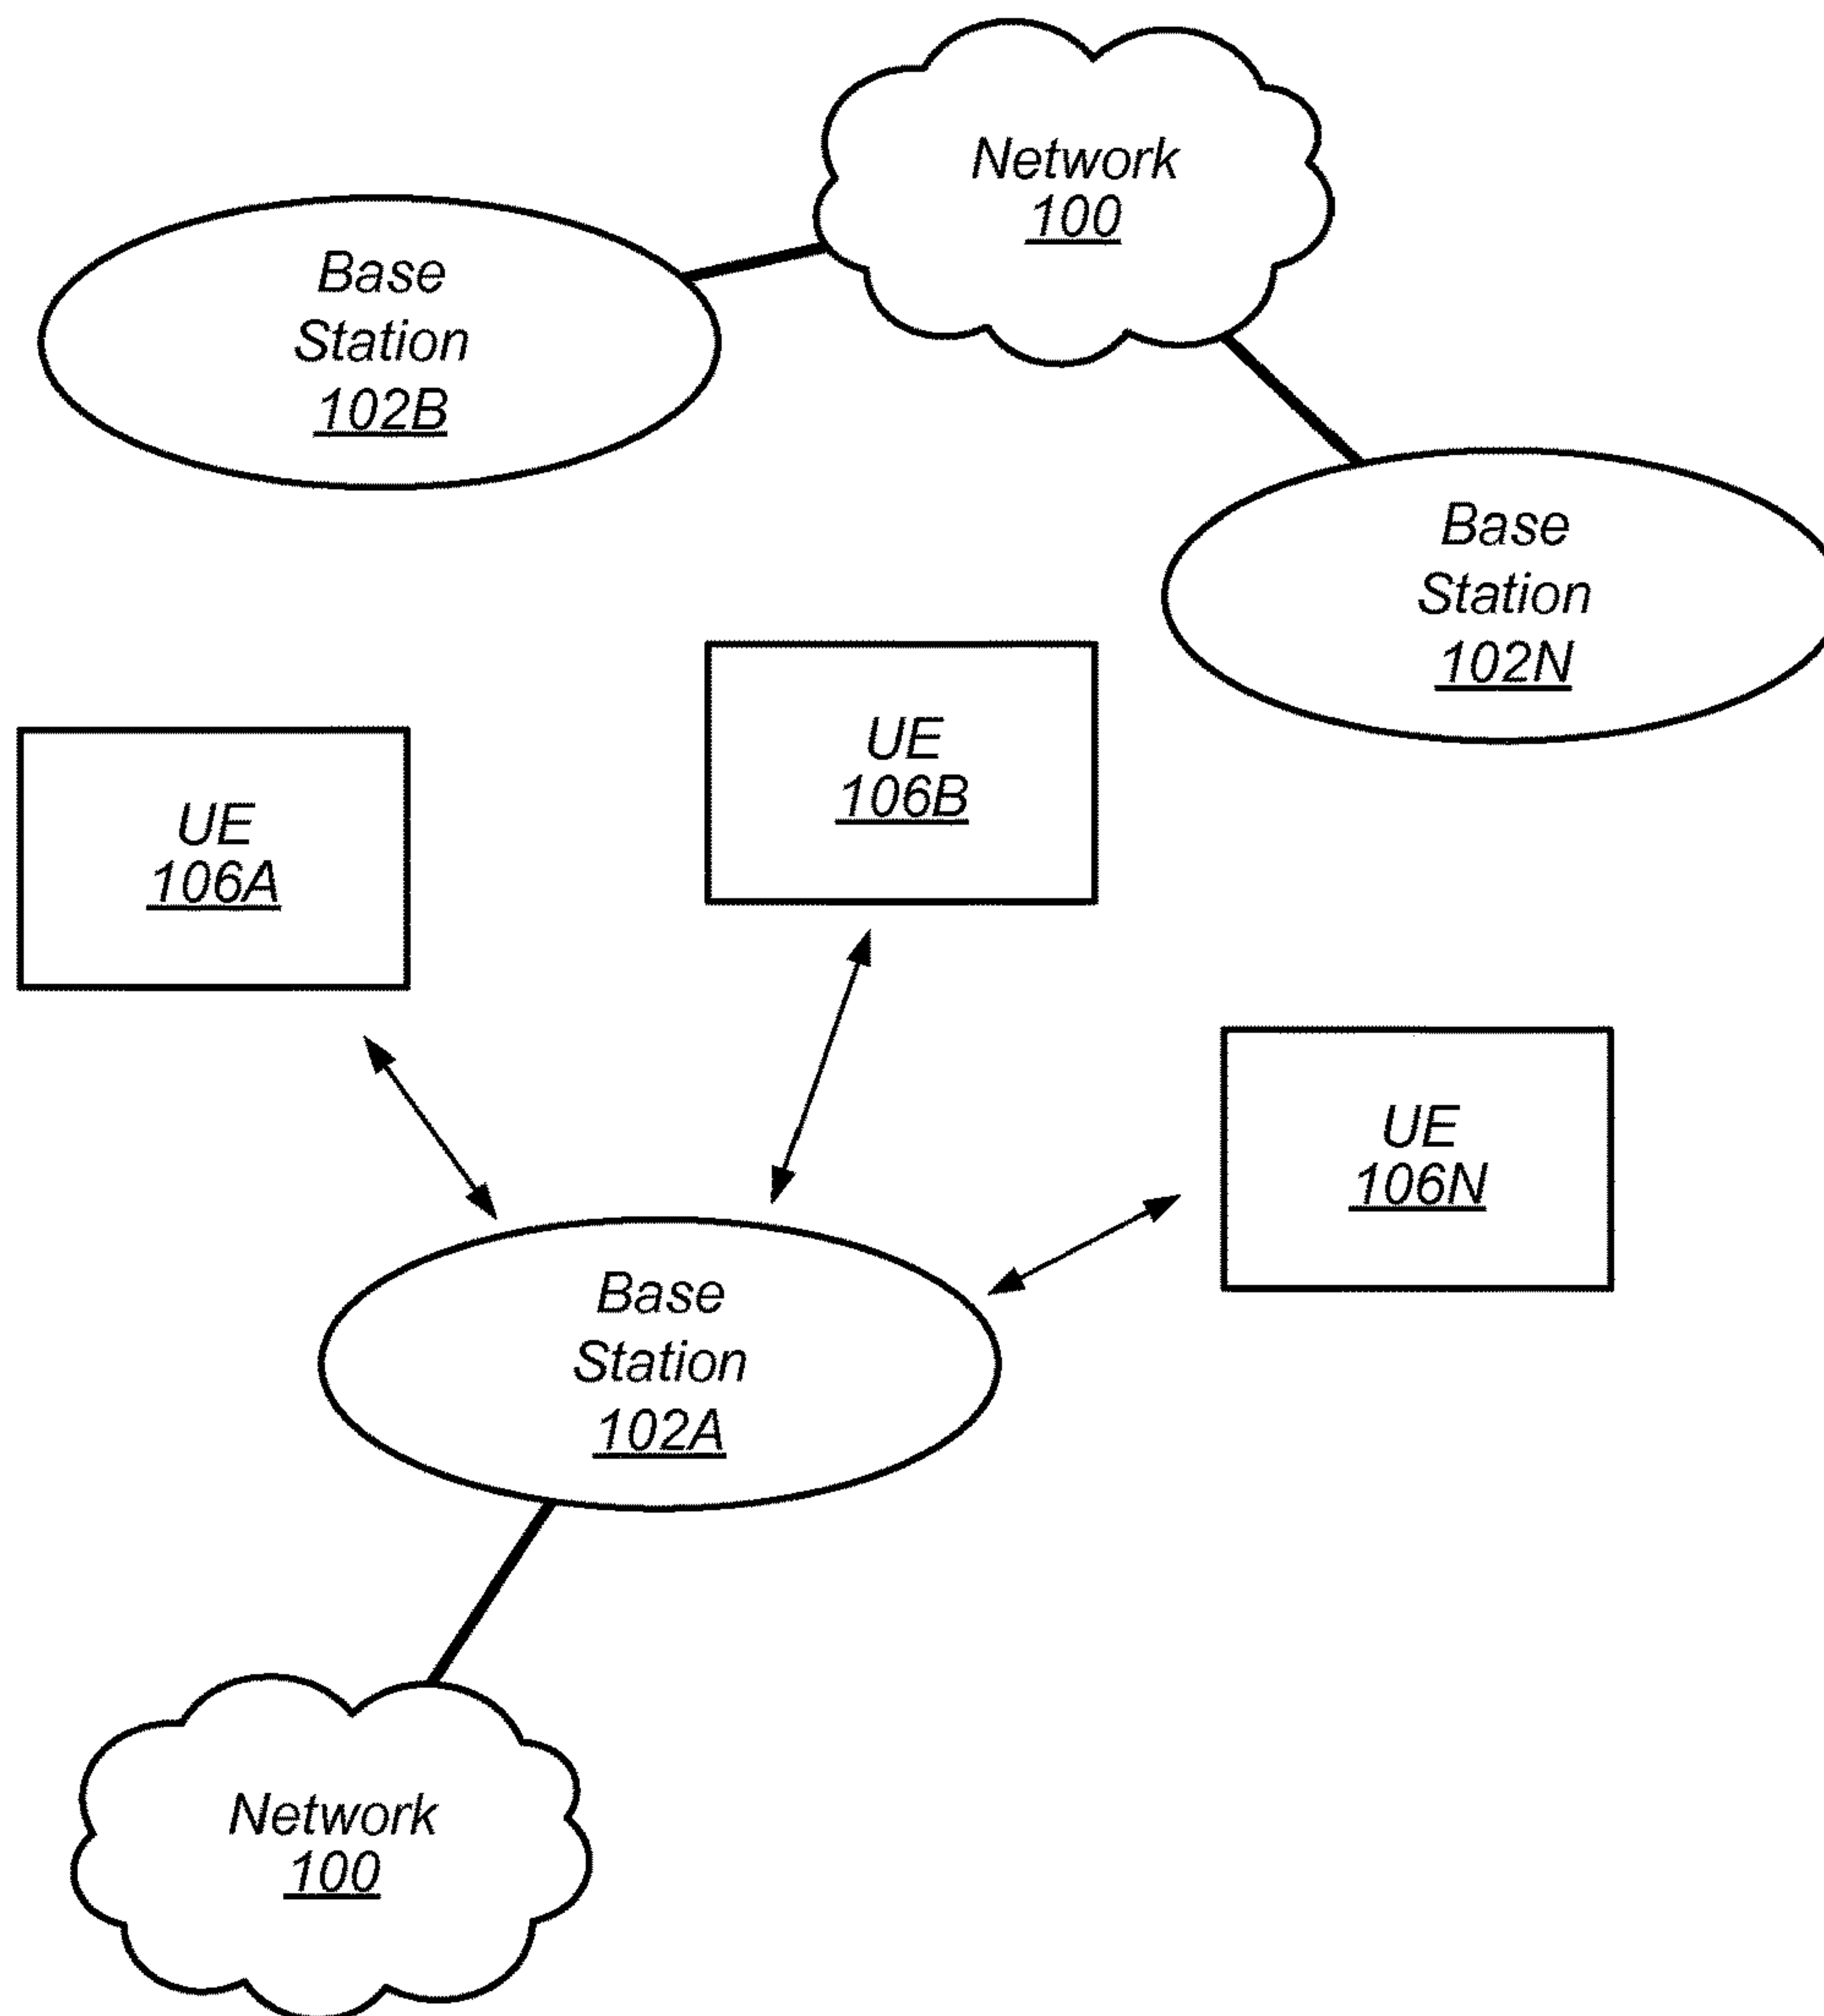 Network
100
Base
Station
102B
Base
Station
102N
UE
106B
UE
106A
UE
106N
Base
Station
102A
Network
100